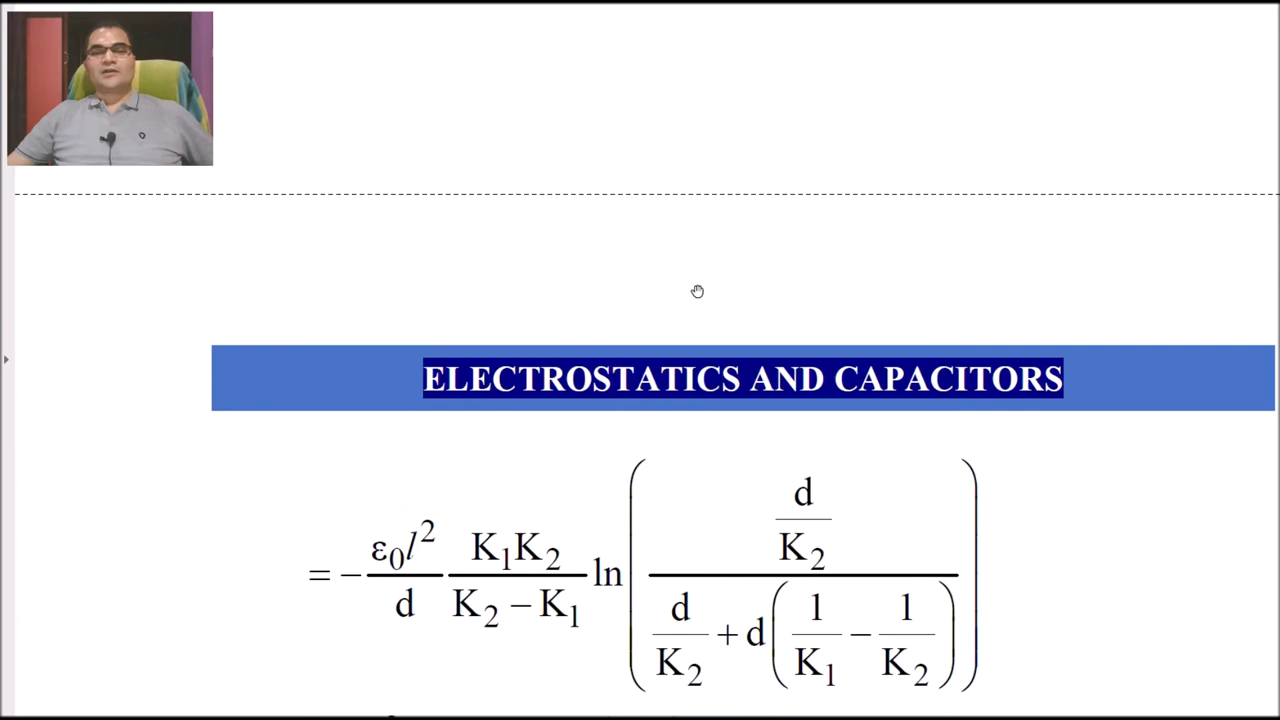 ELECTROSTATICS AND CAPACITORS
= − ε₀l²/d K₁K₂/(K₂ − K₁) ln( (d/K₂) / (d/K₂ + d(1/K₁ − 1/K₂)) )